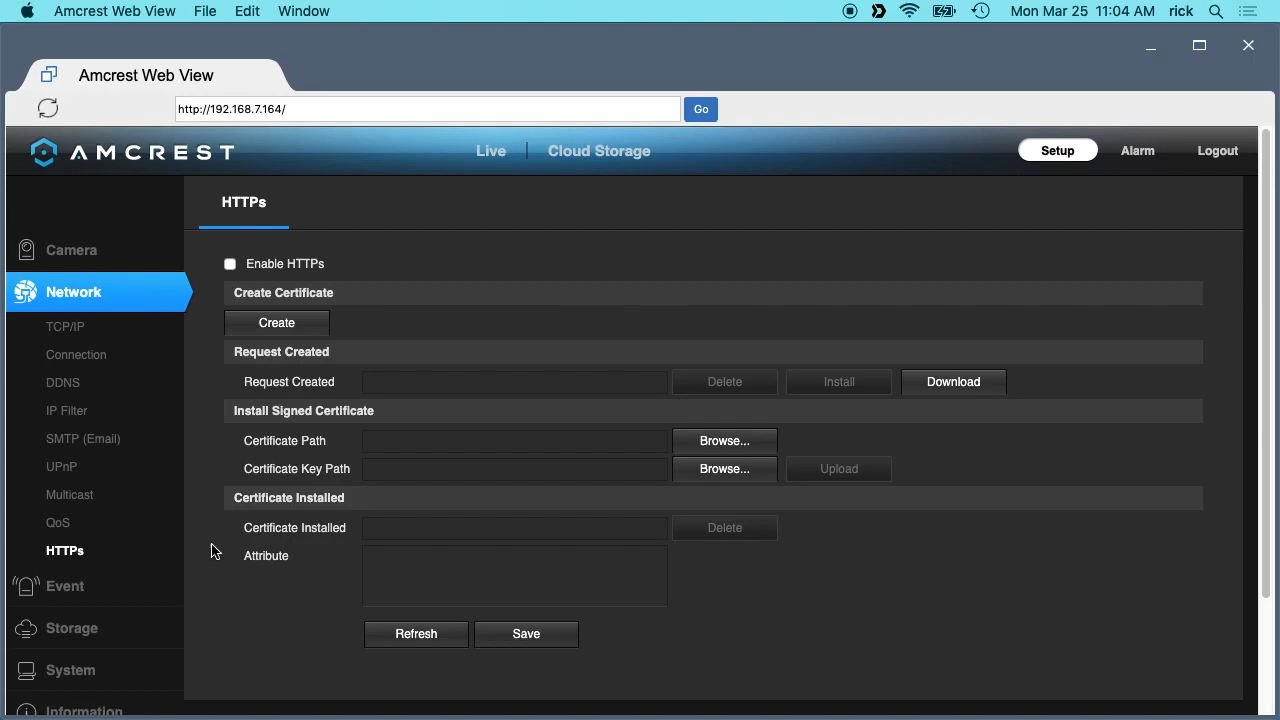 Amcrest Web View File Edit Window Mon Mar 25 11:04 AM rick
Amcrest Web View
http://192.168.7.164/ Go
AMCREST Live Cloud Storage Setup Alarm Logout
HTTPs
Camera
Network
TCP/IP
Connection
DDNS
IP Filter
SMTP (Email)
UPnP
Multicast
QoS
HTTPs
Event
Storage
System
Information
Enable HTTPs
Create Certificate
Create
Request Created
Request Created Delete Install Download
Install Signed Certificate
Certificate Path Browse...
Certificate Key Path Browse... Upload
Certificate Installed
Certificate Installed Delete
Attribute
Refresh Save